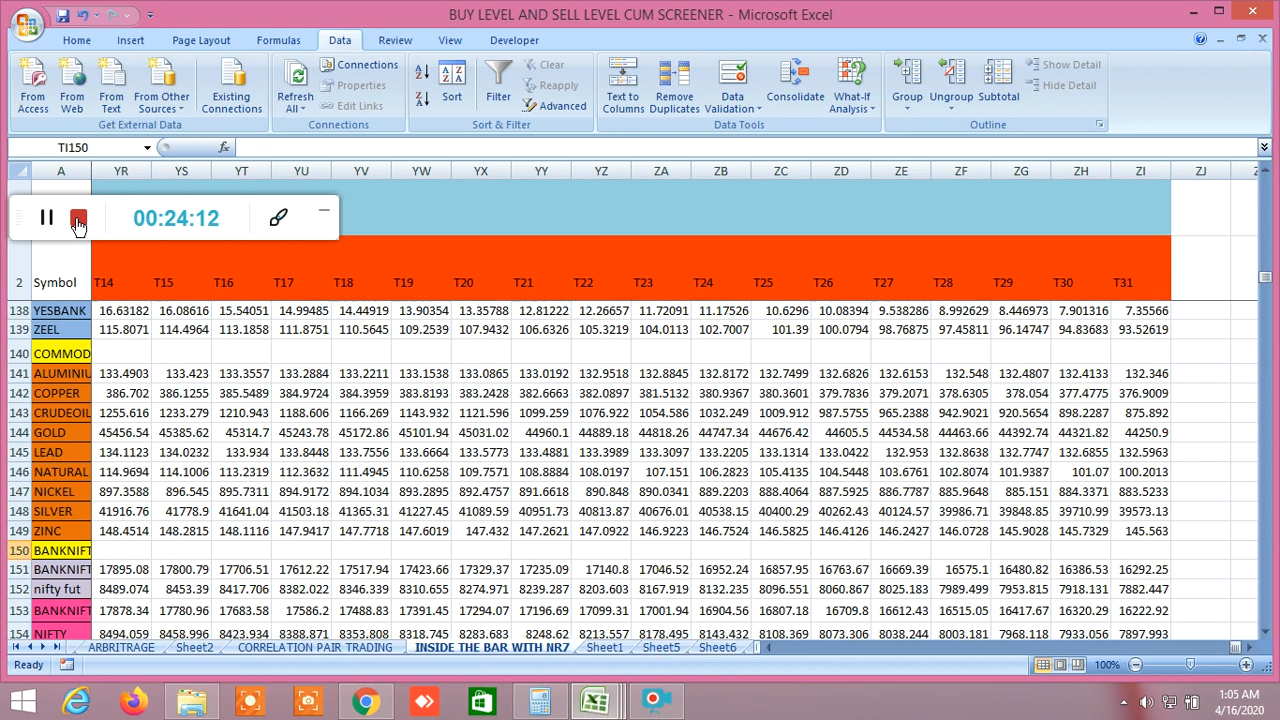 BUY LEVEL AND SELL LEVEL CUM SCREENER - Microsoft Excel
Home Insert Page Layout Formulas Data Review View Developer
From Access From Web From Text From Other Sources Existing Connections Refresh All Connections Properties Edit Links Sort Filter Clear Reapply Advanced Text to Columns Remove Duplicates Data Validation Consolidate What-If Analysis Group Ungroup Subtotal Show Detail Hide Detail
Get External Data Connections Sort & Filter Data Tools Outline
TI150 fx
A YR YS YT YU YV YW YX YY YZ ZA ZB ZC ZD ZE ZF ZG ZH ZI ZJ
00:24:12
2 Symbol T14 T15 T16 T17 T18 T19 T20 T21 T22 T23 T24 T25 T26 T27 T28 T29 T30 T31
138 YESBANK 16.63182 16.08616 15.54051 14.99485 14.44919 13.90354 13.35788 12.81222 12.26657 11.72091 11.17526 10.6296 10.08394 9.538286 8.992629 8.446973 7.901316 7.35566
139 ZEEL 115.8071 114.4964 113.1858 111.8751 110.5645 109.2539 107.9432 106.6326 105.3219 104.0113 102.7007 101.39 100.0794 98.76875 97.45811 96.14747 94.83683 93.52619
140 COMMOD
141 ALUMINIU 133.4903 133.423 133.3557 133.2884 133.2211 133.1538 133.0865 133.0192 132.9518 132.8845 132.8172 132.7499 132.6826 132.6153 132.548 132.4807 132.4133 132.346
142 COPPER 386.702 386.1255 385.5489 384.9724 384.3959 383.8193 383.2428 382.6663 382.0897 381.5132 380.9367 380.3601 379.7836 379.2071 378.6305 378.054 377.4775 376.9009
143 CRUDEOIL 1255.616 1233.279 1210.943 1188.606 1166.269 1143.932 1121.596 1099.259 1076.922 1054.586 1032.249 1009.912 987.5755 965.2388 942.9021 920.5654 898.2287 875.892
144 GOLD 45456.54 45385.62 45314.7 45243.78 45172.86 45101.94 45031.02 44960.1 44889.18 44818.26 44747.34 44676.42 44605.5 44534.58 44463.66 44392.74 44321.82 44250.9
145 LEAD 134.1123 134.0232 133.934 133.8448 133.7556 133.6664 133.5773 133.4881 133.3989 133.3097 133.2205 133.1314 133.0422 132.953 132.8638 132.7747 132.6855 132.5963
146 NATURAL 114.9694 114.1006 113.2319 112.3632 111.4945 110.6258 109.7571 108.8884 108.0197 107.151 106.2823 105.4135 104.5448 103.6761 102.8074 101.9387 101.07 100.2013
147 NICKEL 897.3588 896.545 895.7311 894.9172 894.1034 893.2895 892.4757 891.6618 890.848 890.0341 889.2203 888.4064 887.5925 886.7787 885.9648 885.151 884.3371 883.5233
148 SILVER 41916.76 41778.9 41641.04 41503.18 41365.31 41227.45 41089.59 40951.73 40813.87 40676.01 40538.15 40400.29 40262.43 40124.57 39986.71 39848.85 39710.99 39573.13
149 ZINC 148.4514 148.2815 148.1116 147.9417 147.7718 147.6019 147.432 147.2621 147.0922 146.9223 146.7524 146.5825 146.4126 146.2427 146.0728 145.9028 145.7329 145.563
150 BANKNIFT
151 BANKNIFT 17895.08 17800.79 17706.51 17612.22 17517.94 17423.66 17329.37 17235.09 17140.8 17046.52 16952.24 16857.95 16763.67 16669.39 16575.1 16480.82 16386.53 16292.25
152 nifty fut 8489.074 8453.39 8417.706 8382.022 8346.339 8310.655 8274.971 8239.287 8203.603 8167.919 8132.235 8096.551 8060.867 8025.183 7989.499 7953.815 7918.131 7882.447
153 BANKNIFT 17878.34 17780.96 17683.58 17586.2 17488.83 17391.45 17294.07 17196.69 17099.31 17001.94 16904.56 16807.18 16709.8 16612.43 16515.05 16417.67 16320.29 16222.92
154 NIFTY 8494.059 8458.996 8423.934 8388.871 8353.808 8318.745 8283.683 8248.62 8213.557 8178.495 8143.432 8108.369 8073.306 8038.244 8003.181 7968.118 7933.056 7897.993
ARBRITRAGE Sheet2 CORRELATION PAIR TRADING INSIDE THE BAR WITH NR7 Sheet1 Sheet5 Sheet6
Ready 100%
1:05 AM
4/16/2020